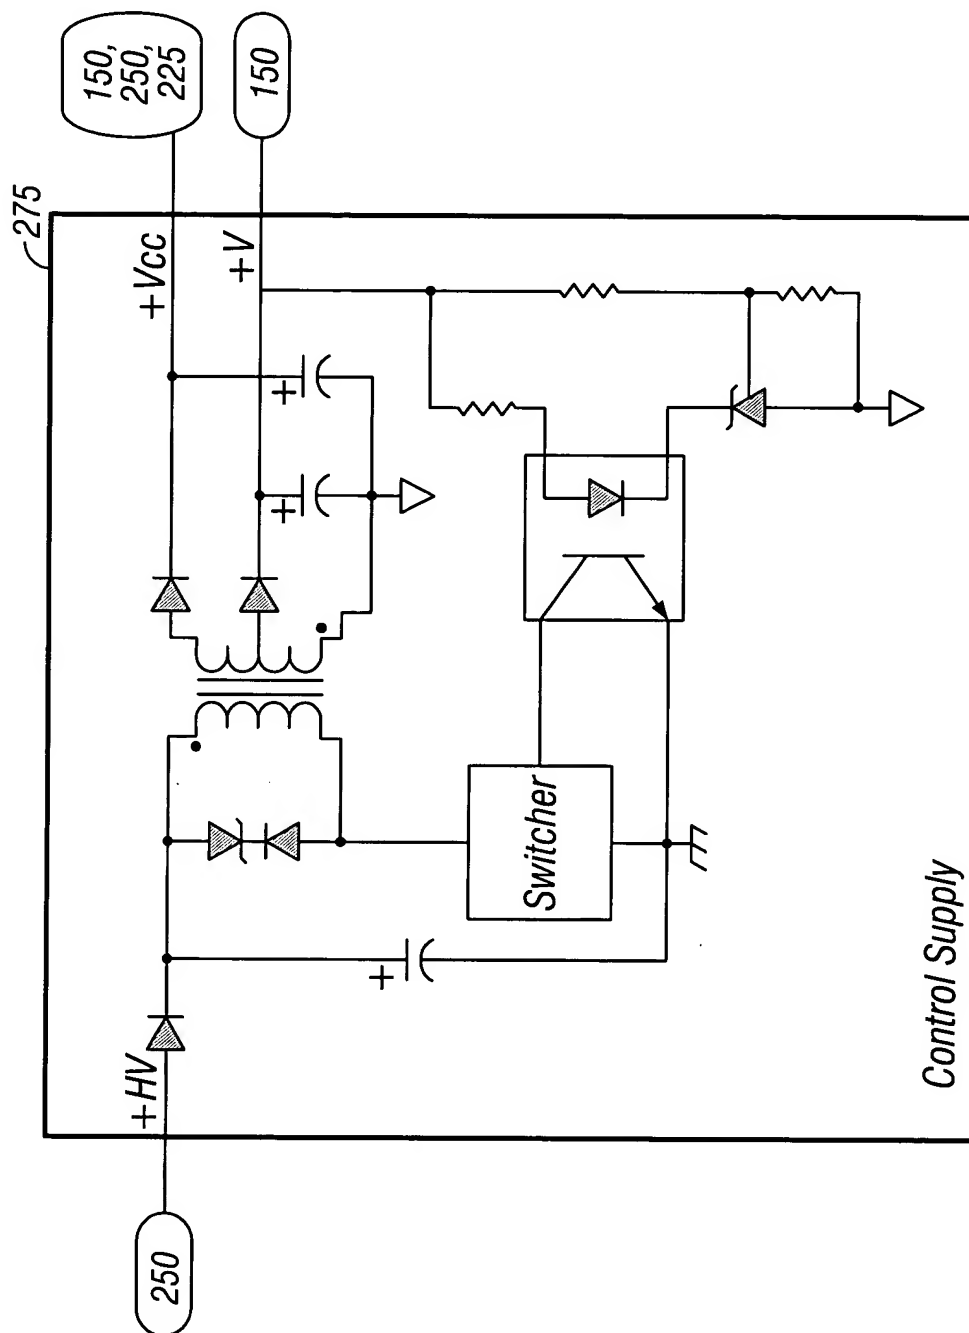 275
150,
250,
225
150
+Vcc
+V
+
+
Switcher
+
+HV
250
Control Supply